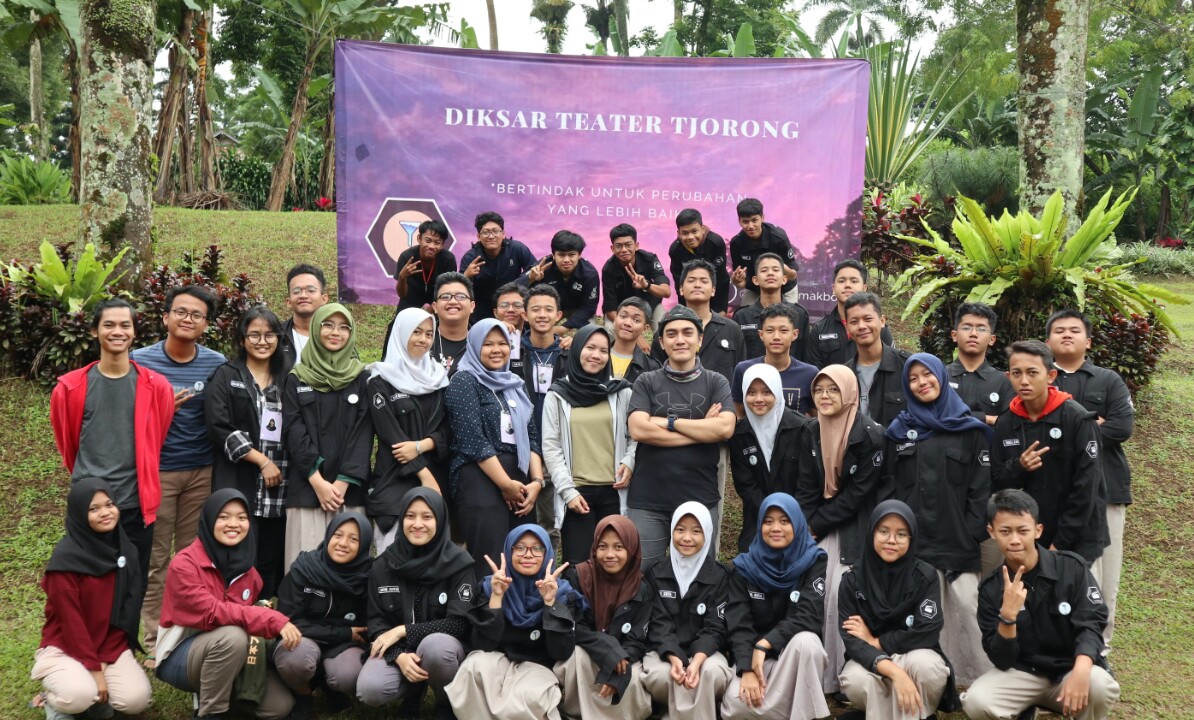 DIKSAR TEATER TJORONG
"BERTINDAK UNTUK PERUBAHAN
YANG LEBIH BAIK